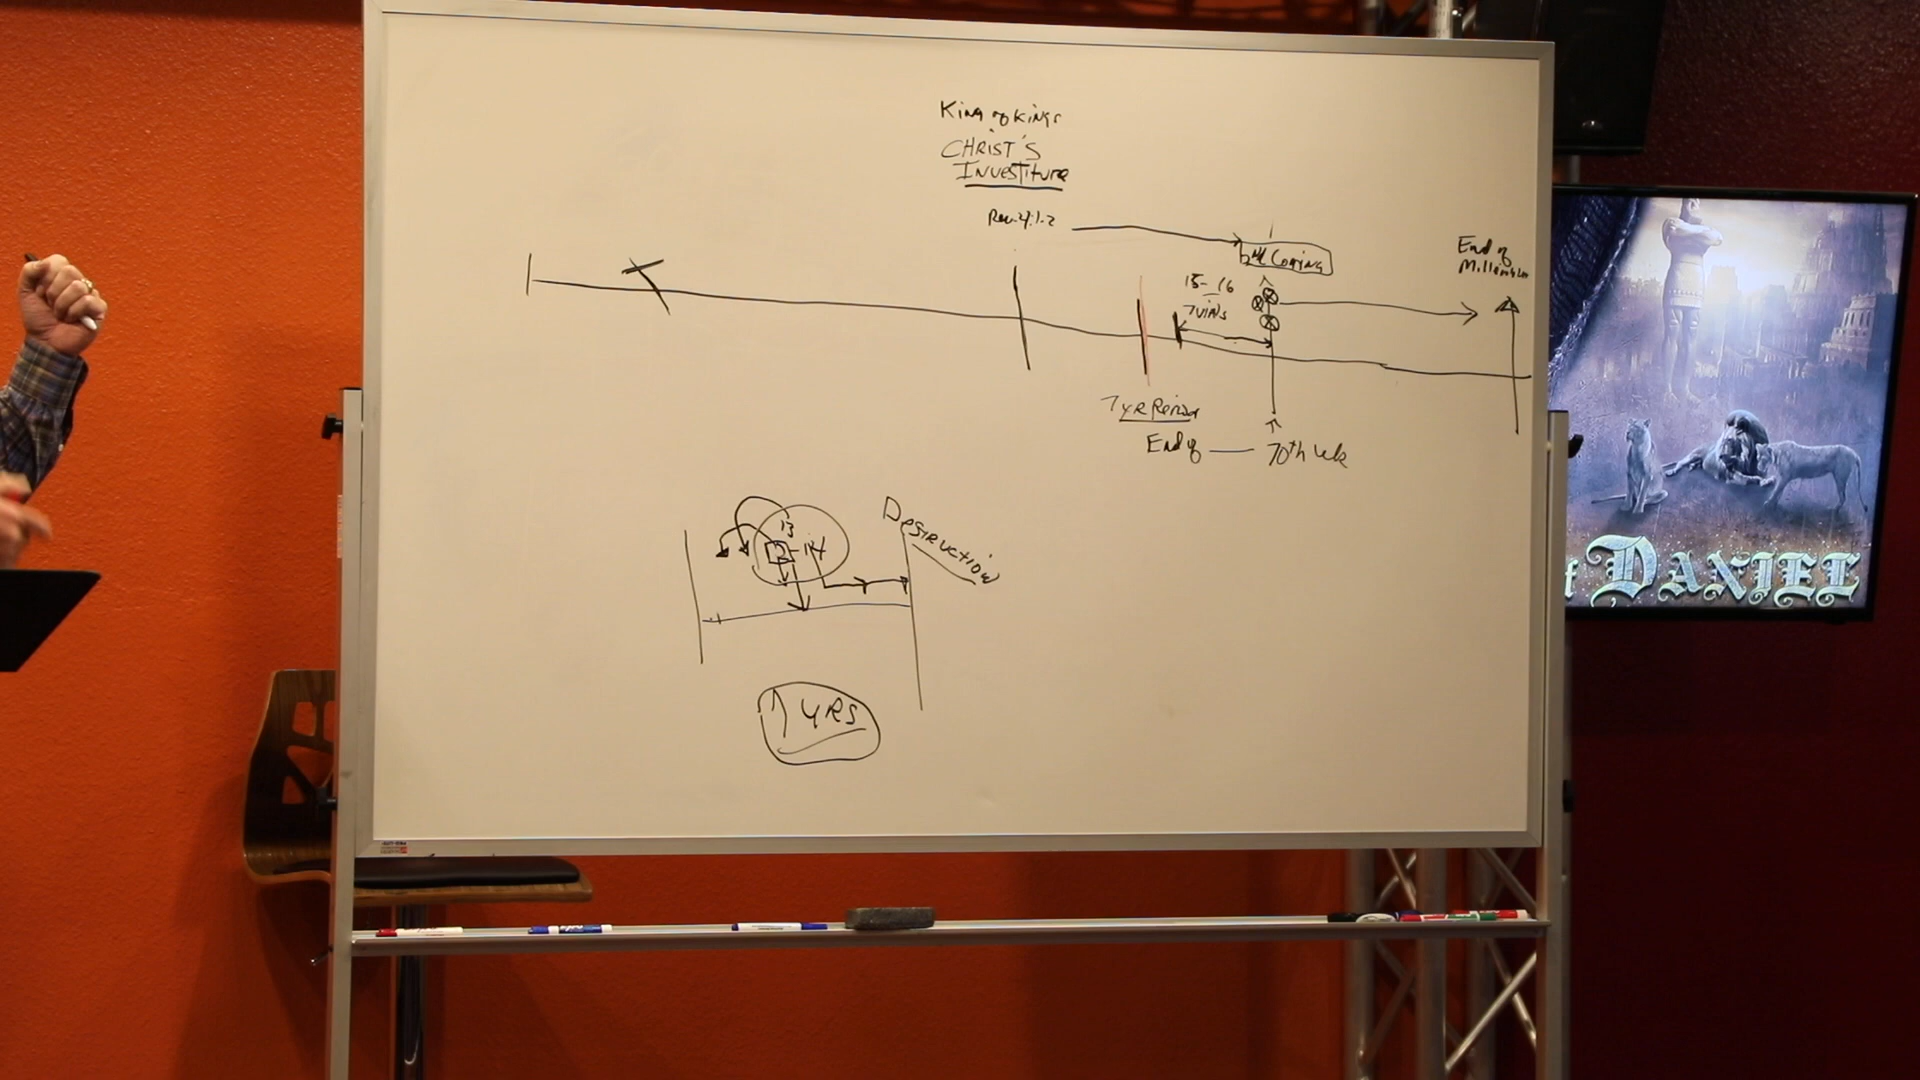 King of Kings
CHRIST'S
INVESTITURE
Rev. 4:1-2
2nd Coming
End of
Millennium
15-16
7 VIALS
7 YR Period
End of — 70th Wk
DESTRUCTION
13
14
7 YRS
DANIEL